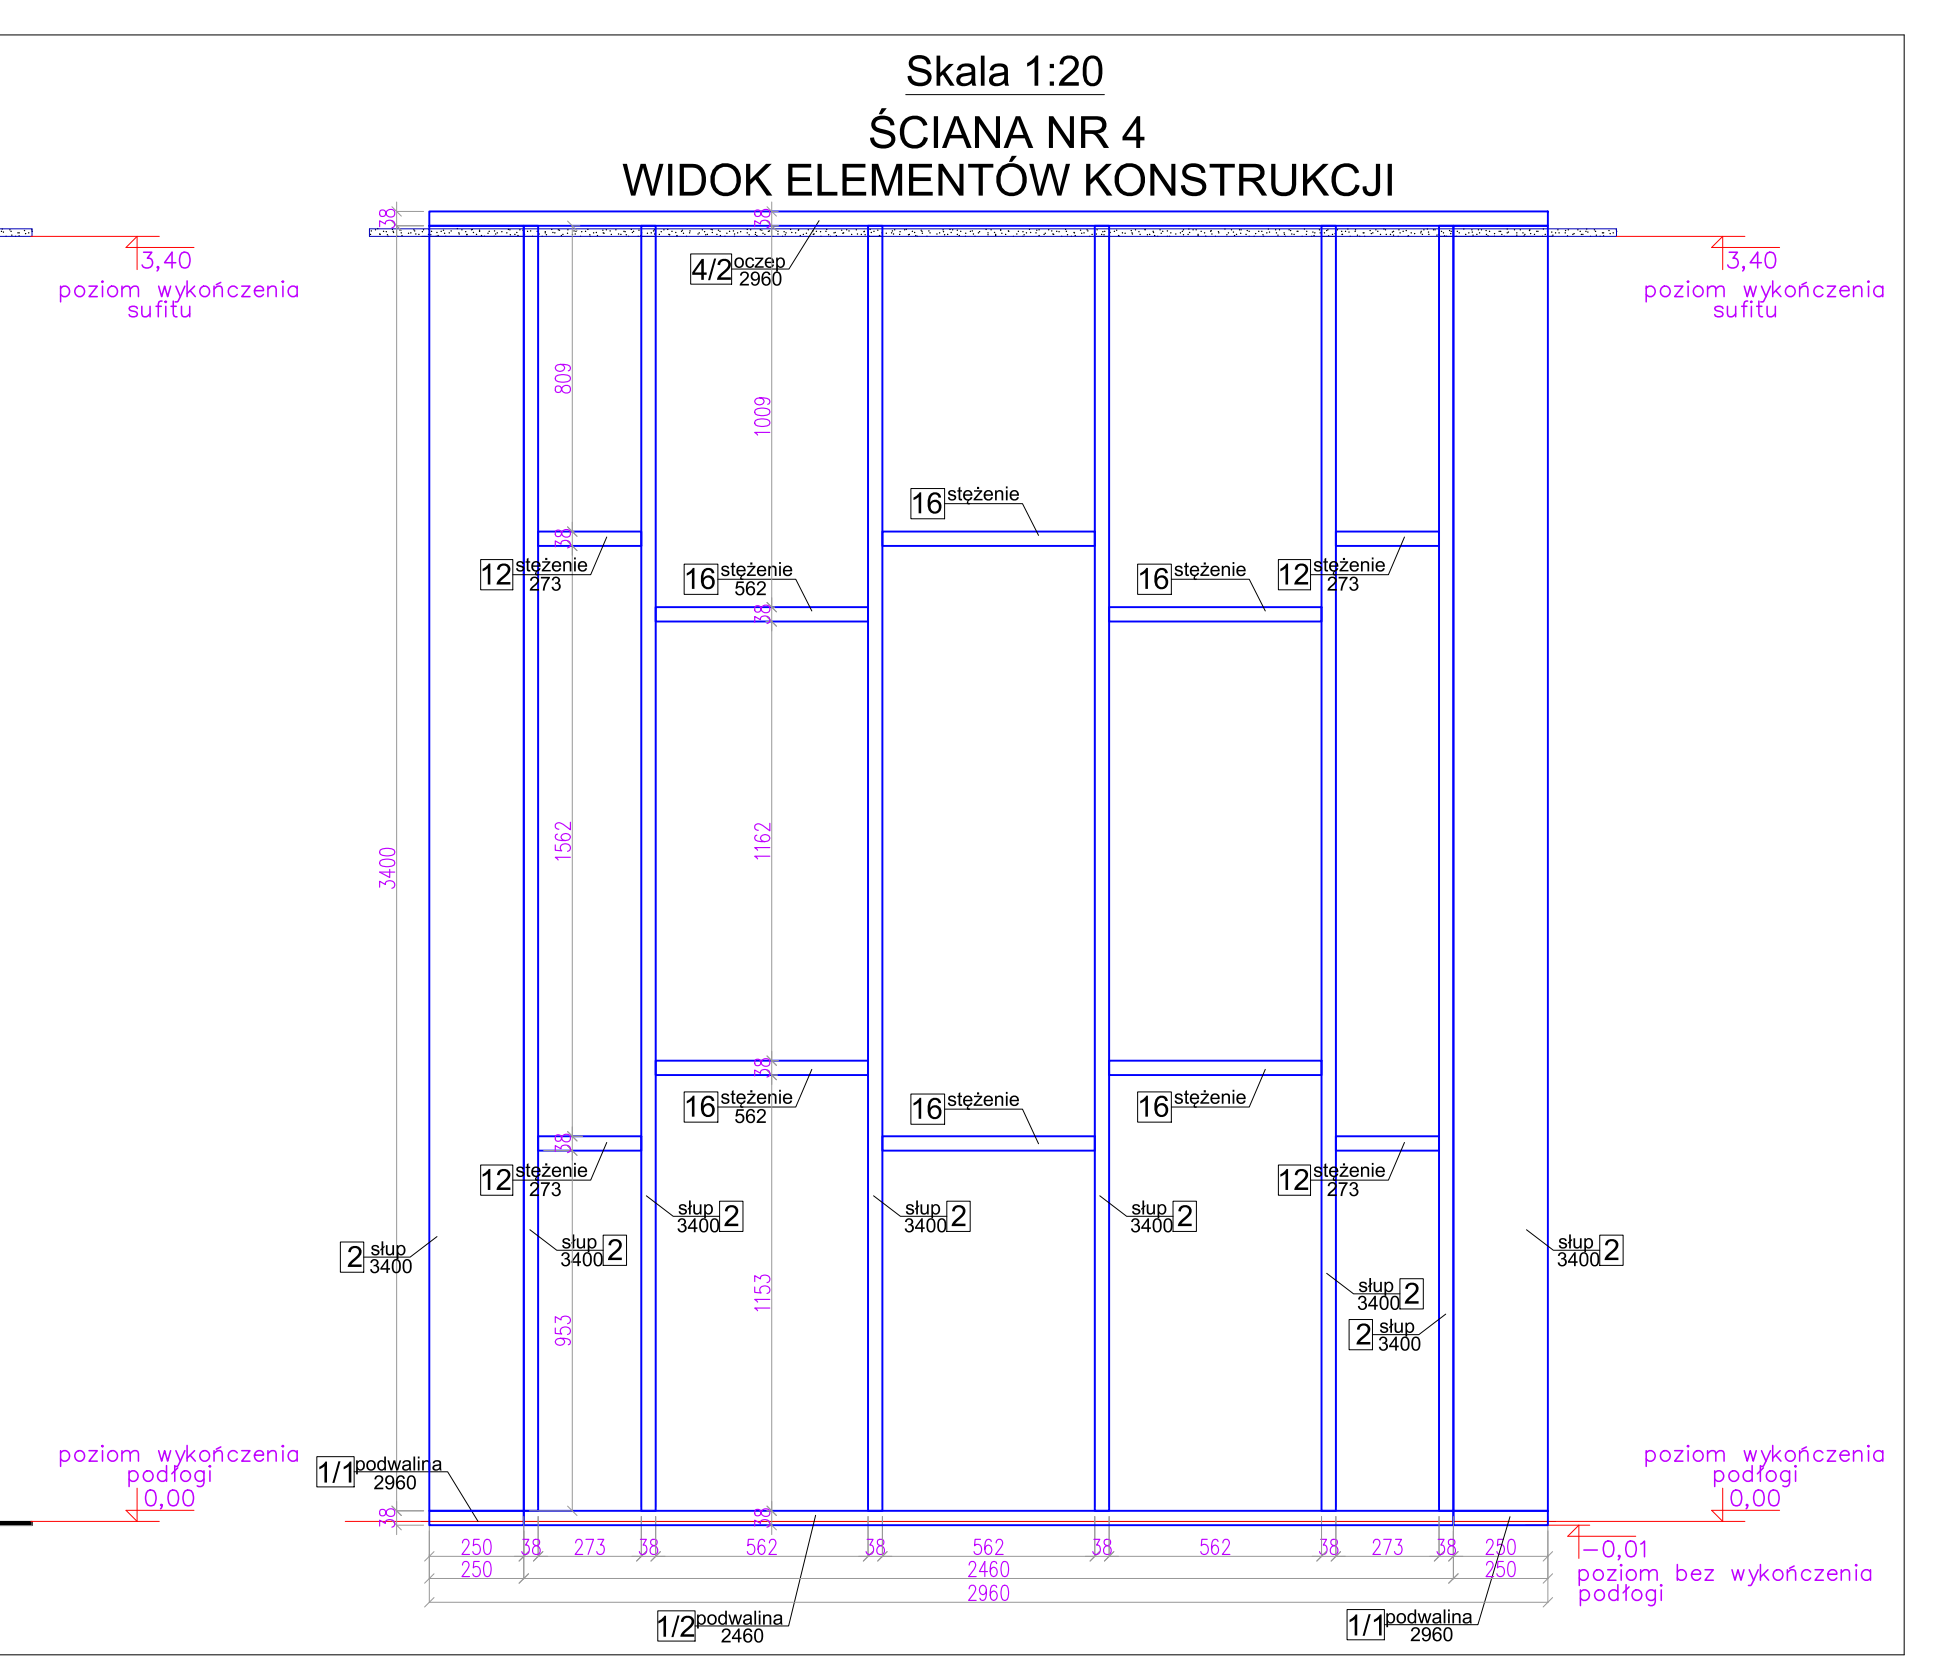 Skala 1:20
ŚCIANA NR 4
WIDOK ELEMENTÓW KONSTRUKCJI
38
38
3,40
poziom wykończenia
sufitu
4/2 oczep
2960
3,40
poziom wykończenia
sufitu
809
1009
16 stężenie
38
12 stężenie
273
16 stężenie
562
16 stężenie
12 stężenie
273
38
3400
1562
1162
38
16 stężenie
562
16 stężenie
16 stężenie
38
12 stężenie
273
12 stężenie
273
słup
3400 2
słup
3400 2
słup
3400 2
2 słup
3400
słup
3400 2
słup
3400 2
1153
953
słup
3400 2
2 słup
3400
poziom wykończenia
podłogi
0,00
1/1 podwalina
2960
poziom wykończenia
podłogi
0,00
38
38
250 38 273 38 562 38 562 38 562 38 273 38 250
250 2460 250
2960
-0,01
poziom bez wykończenia
podłogi
1/2 podwalina
2460
1/1 podwalina
2960